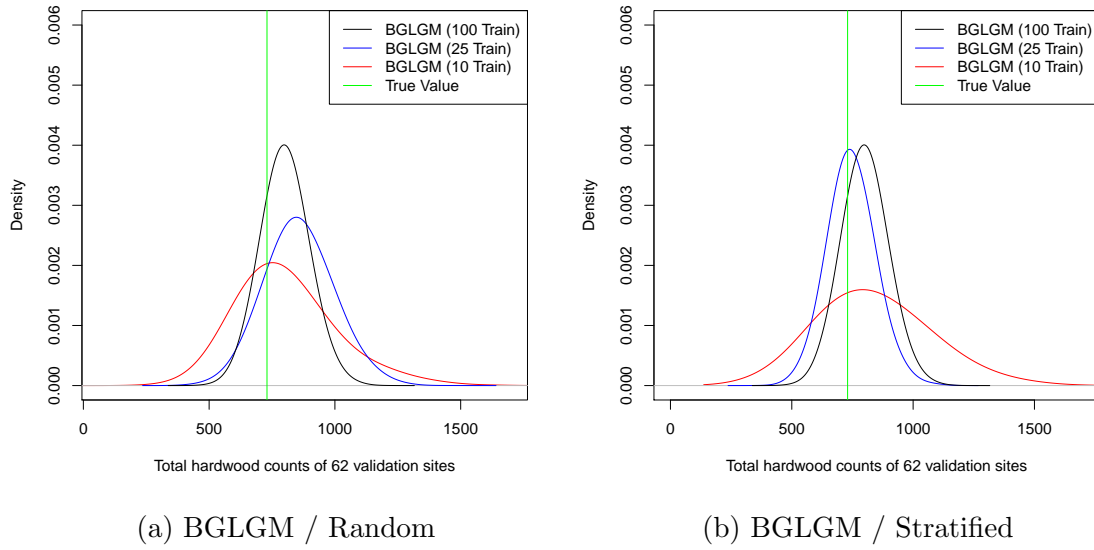 0.006
0.005
0.004
0.003
0.002
0.001
0.000
Density
BGLGM (100 Train)
BGLGM (25 Train)
BGLGM (10 Train)
True Value
0
500
1000
1500
Total hardwood counts of 62 validation sites
(a) BGLGM / Random
0.006
0.005
0.004
0.003
0.002
0.001
0.000
Density
BGLGM (100 Train)
BGLGM (25 Train)
BGLGM (10 Train)
True Value
0
500
1000
1500
Total hardwood counts of 62 validation sites
(b) BGLGM / Stratified